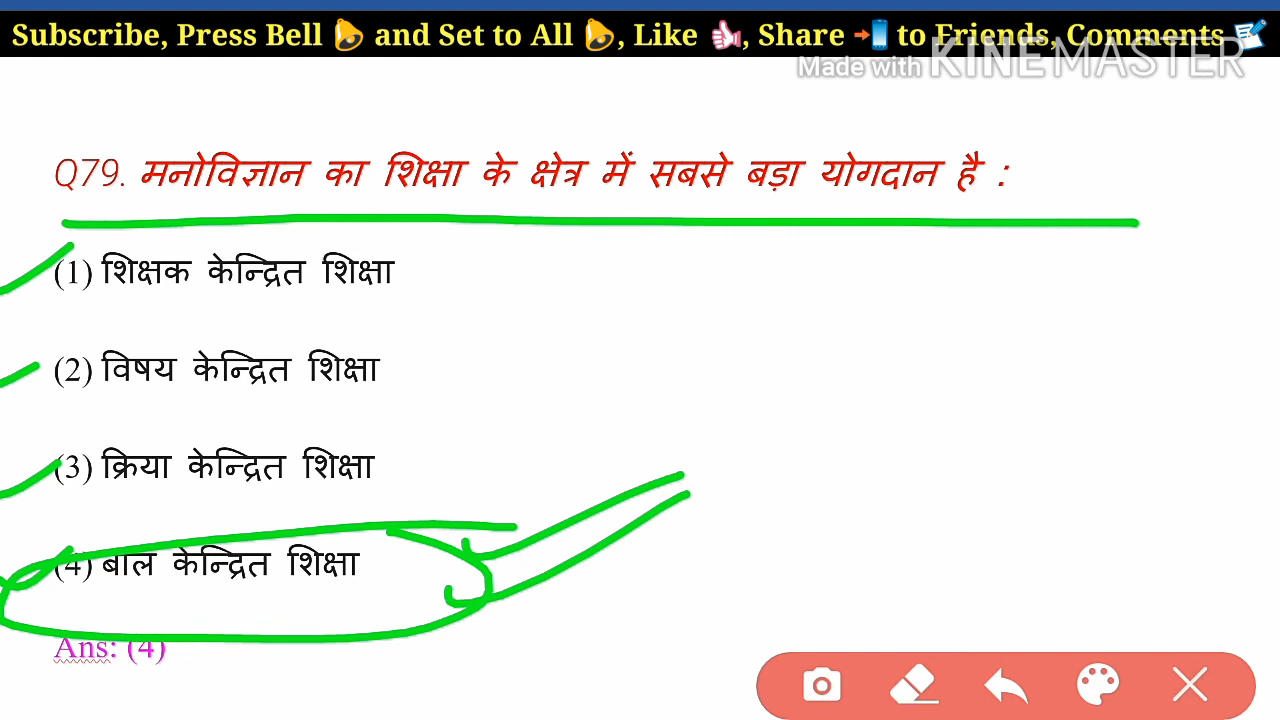 Subscribe, Press Bell 🔔 and Set to All 🔔, Like 👍, Share 📲 to Friends, Comments 📝
Made with KINEMASTER
Q79. मनोविज्ञान का शिक्षा के क्षेत्र में सबसे बड़ा योगदान है :
(1) शिक्षक केन्द्रित शिक्षा
(2) विषय केन्द्रित शिक्षा
(3) क्रिया केन्द्रित शिक्षा
(4) बाल केन्द्रित शिक्षा
Ans: (4)